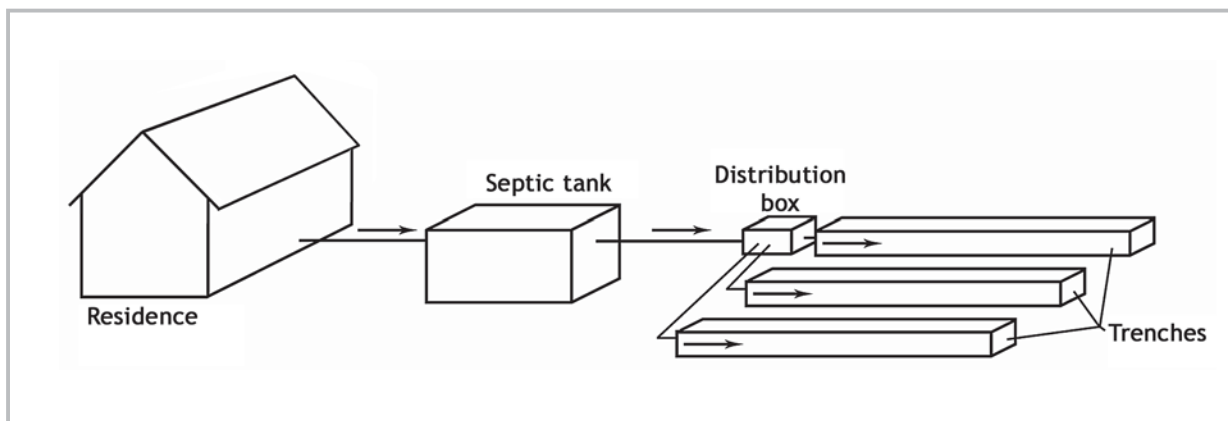 Septic tank
Distribution
box
Residence
Trenches